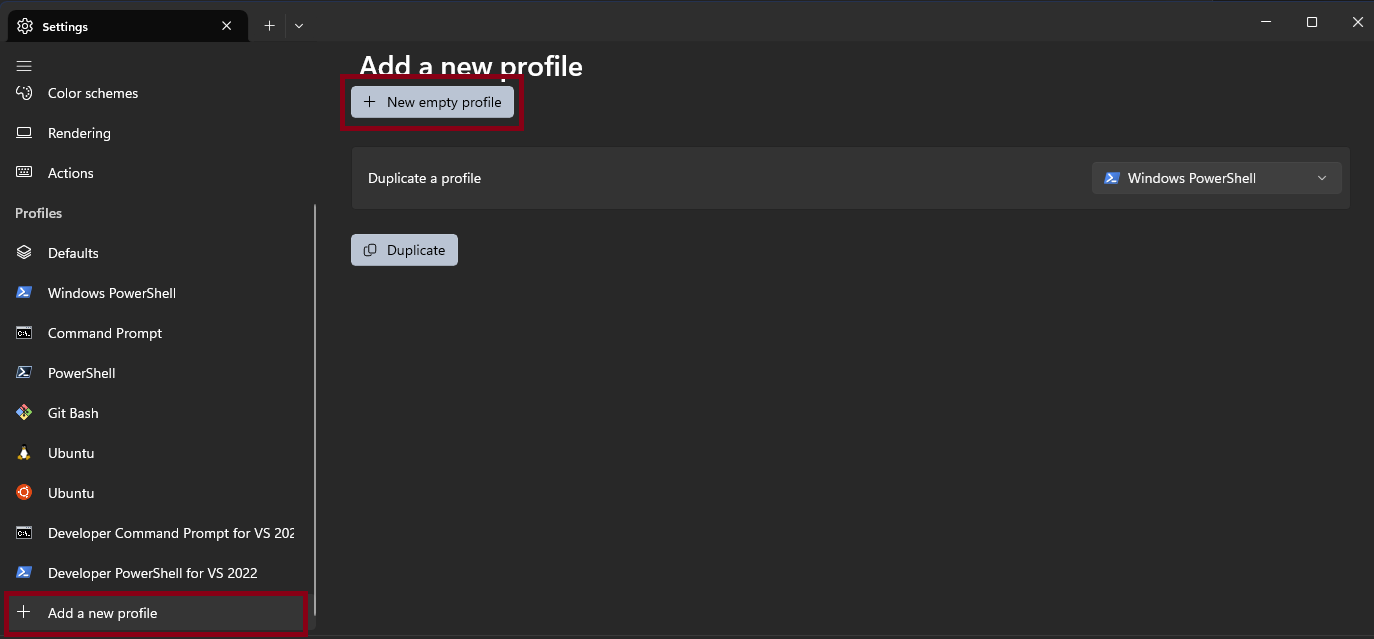 Settings
Color schemes
Rendering
Actions
Profiles
Defaults
Windows PowerShell
Command Prompt
PowerShell
Git Bash
Ubuntu
Ubuntu
Developer Command Prompt for VS 202
Developer PowerShell for VS 2022
Add a new profile
Add a new profile
New empty profile
Duplicate a profile
Windows PowerShell
Duplicate